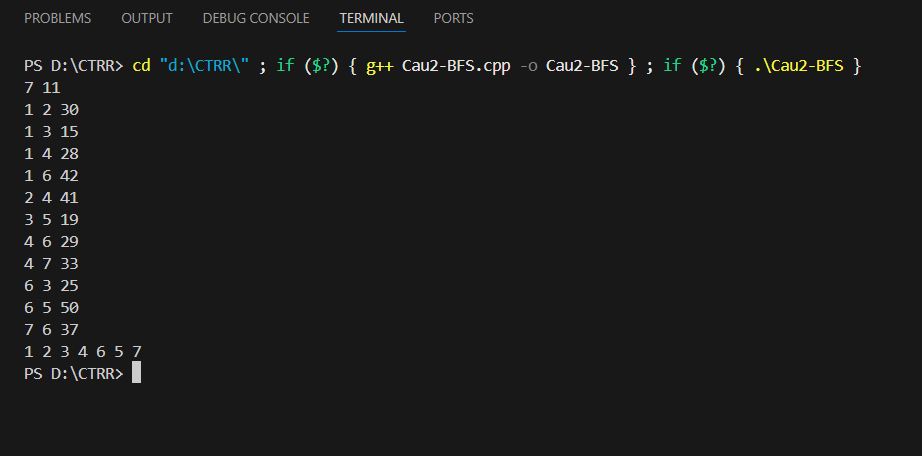 PROBLEMS OUTPUT DEBUG CONSOLE TERMINAL PORTS
PS D:\CTRR> cd "d:\CTRR\" ; if ($?) { g++ Cau2-BFS.cpp -o Cau2-BFS } ; if ($?) { .\Cau2-BFS }
7 11
1 2 30
1 3 15
1 4 28
1 6 42
2 4 41
3 5 19
4 6 29
4 7 33
6 3 25
6 5 50
7 6 37
1 2 3 4 6 5 7
PS D:\CTRR>